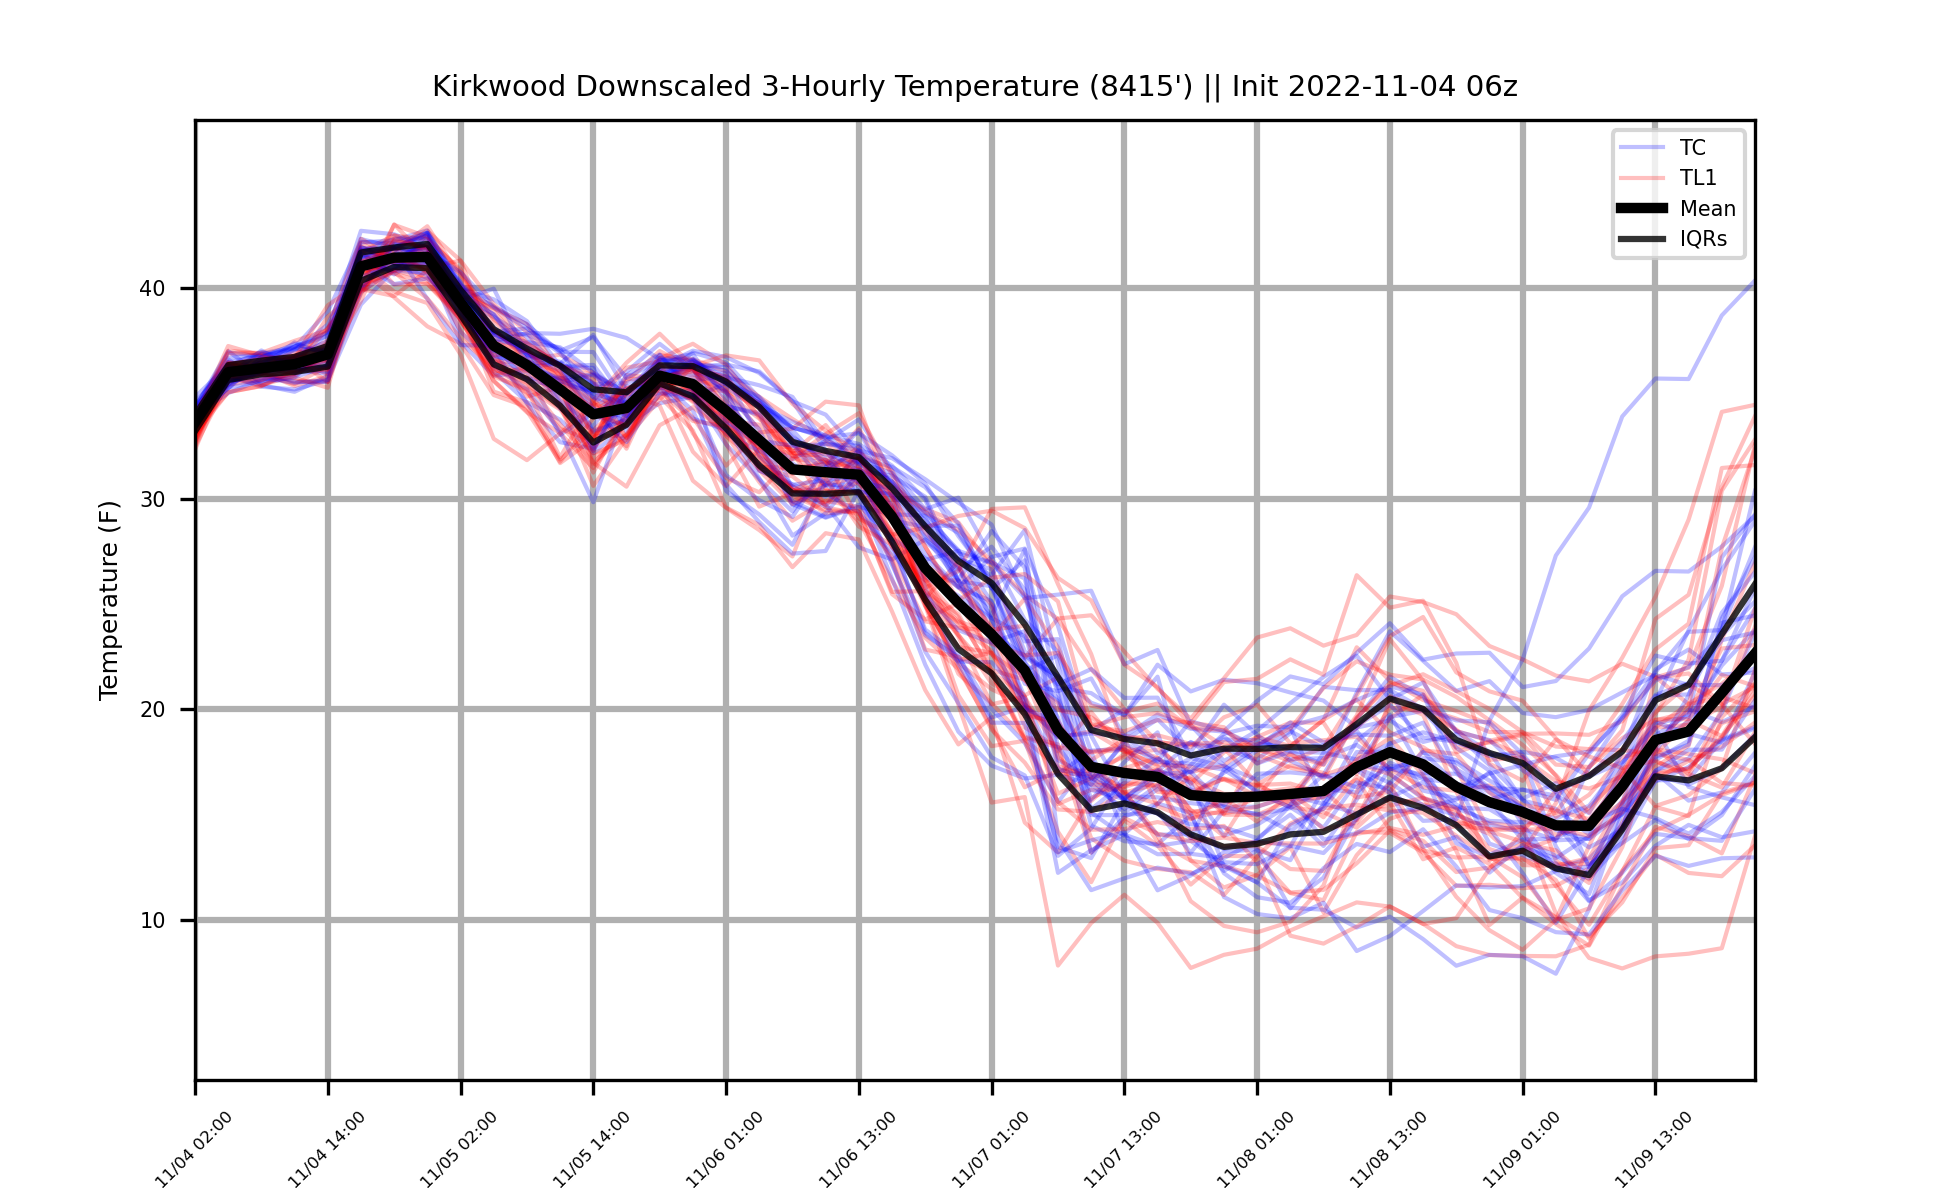 Kirkwood Downscaled 3-Hourly Temperature (8415') || Init 2022-11-04 06z
TC
TL1
Mean
IQRs
Temperature (F)
40
30
20
10
11/04 02:00
11/04 14:00
11/05 02:00
11/05 14:00
11/06 01:00
11/06 13:00
11/07 01:00
11/07 13:00
11/08 01:00
11/08 13:00
11/09 01:00
11/09 13:00